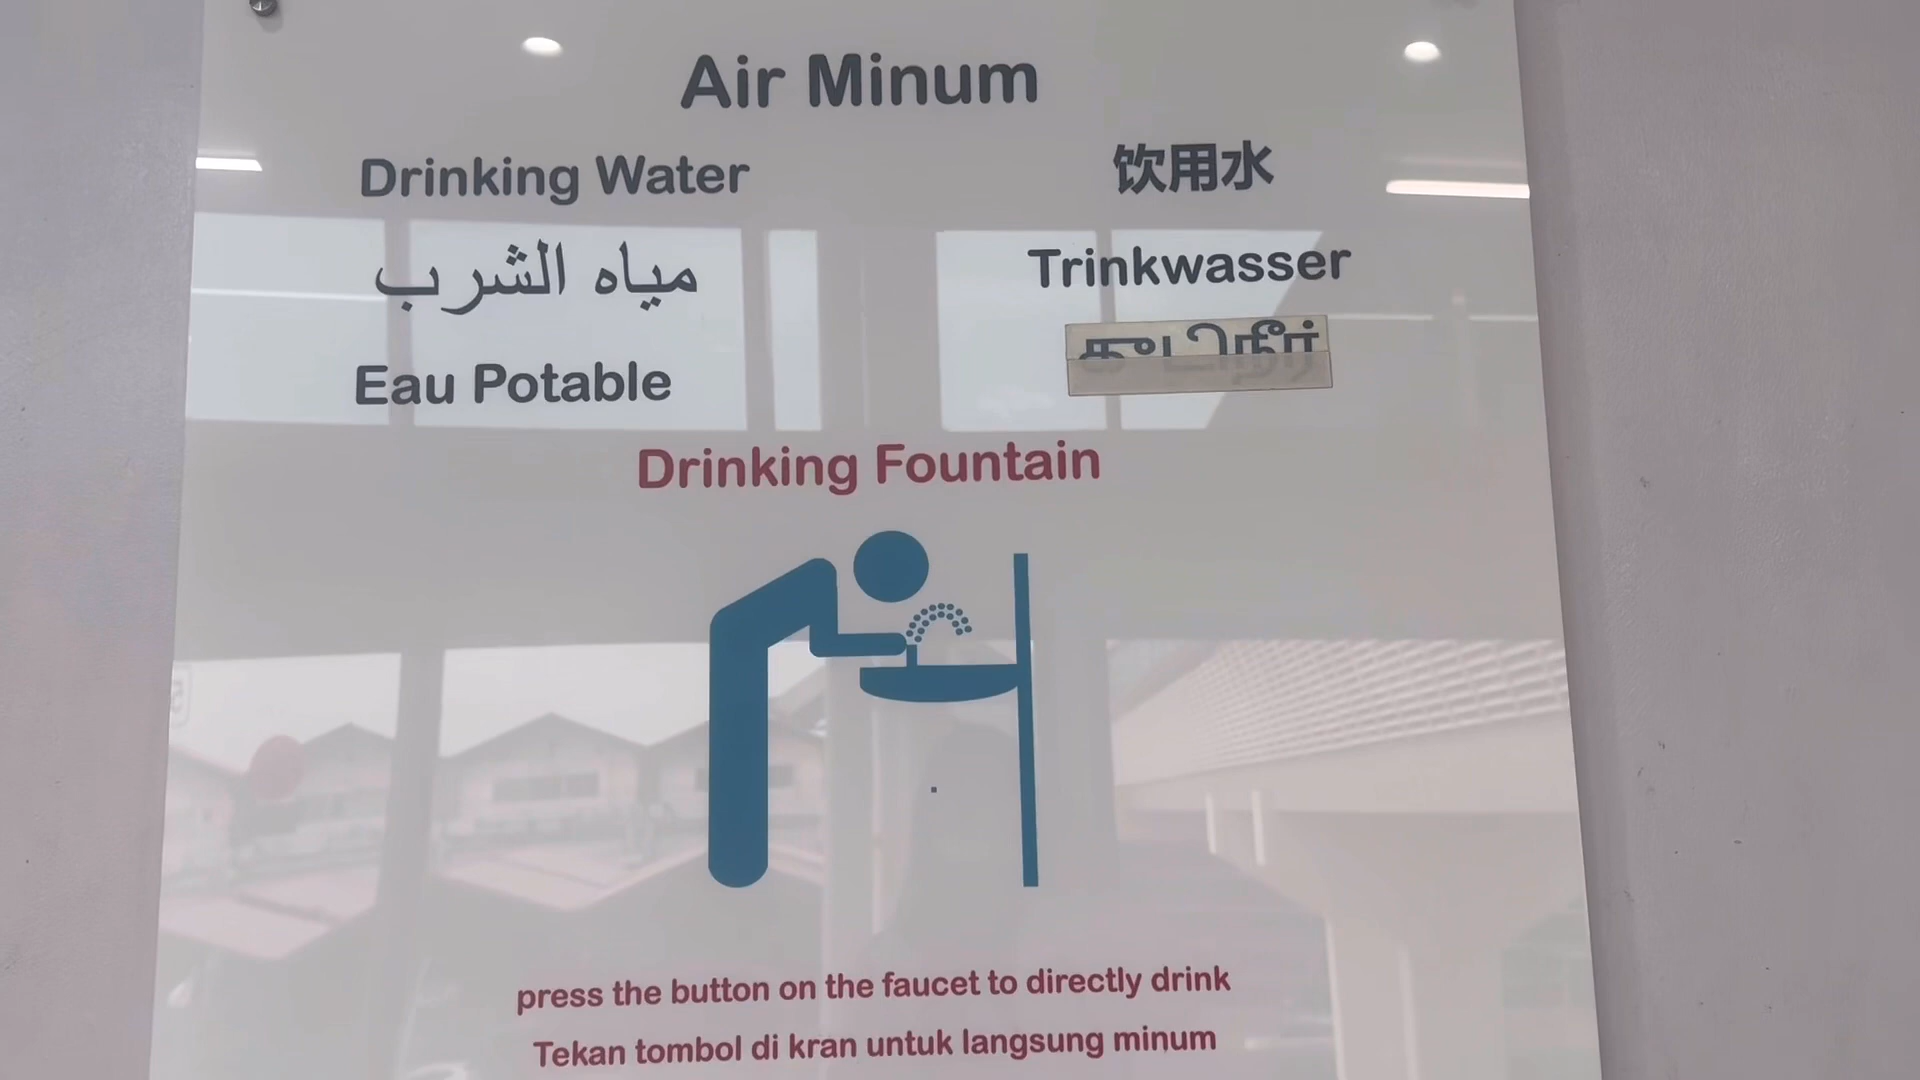 Air Minum
Drinking Water
饮用水
مياه الشرب
Trinkwasser
Eau Potable
குடிநீர்
Drinking Fountain
press the button on the faucet to directly drink
Tekan tombol di kran untuk langsung minum